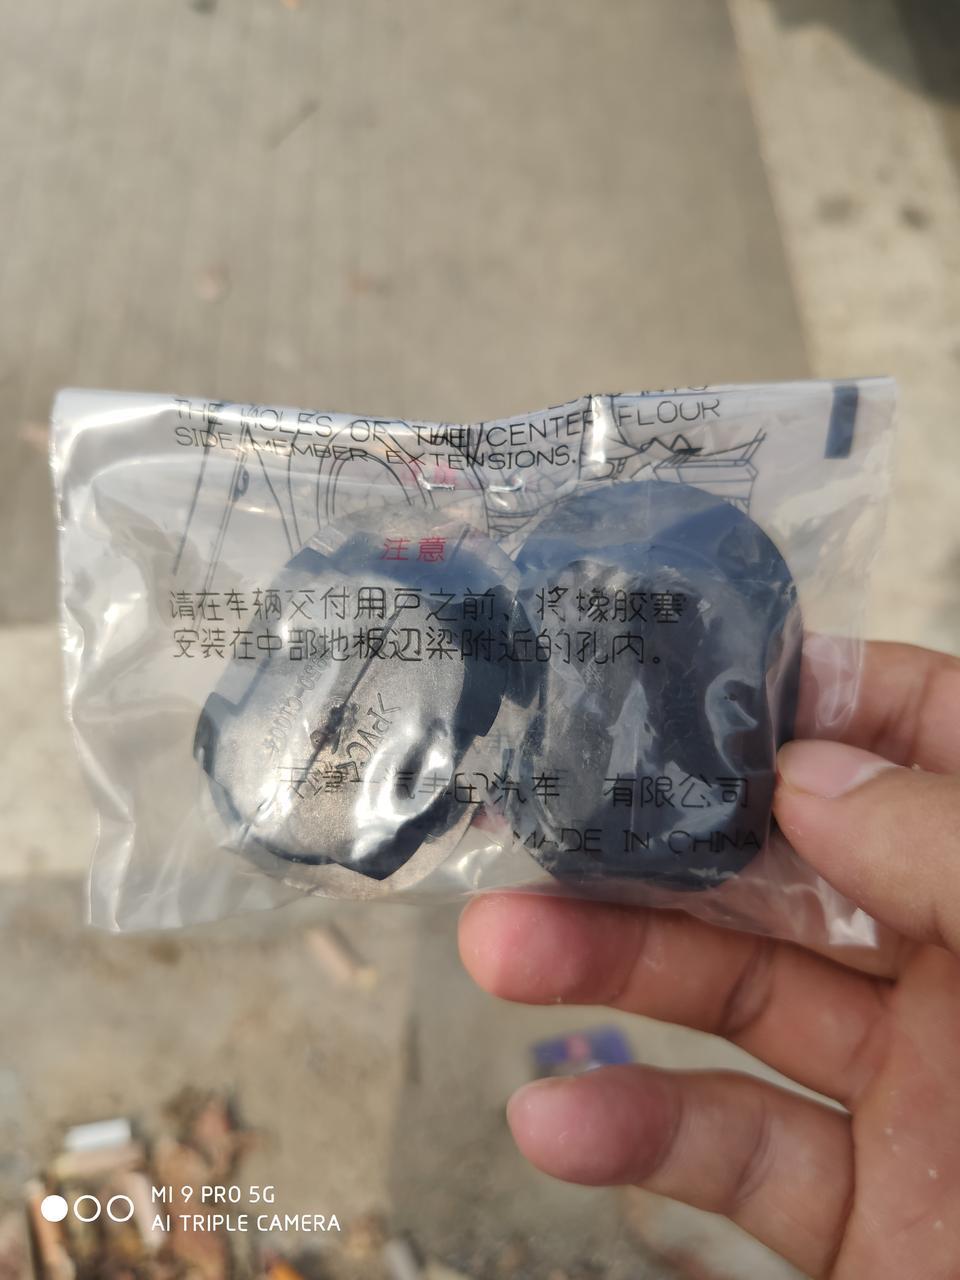 THE HOLES OF THE CENTER FLOUR
SIDE MEMBER EXTENSIONS.
注意
请在车辆交付用户之前、将橡胶塞
安装在中部地板边梁附近的孔内。
>PVC
天津一汽丰田汽车 有限公司
MADE IN CHINA
MI 9 PRO 5G
AI TRIPLE CAMERA